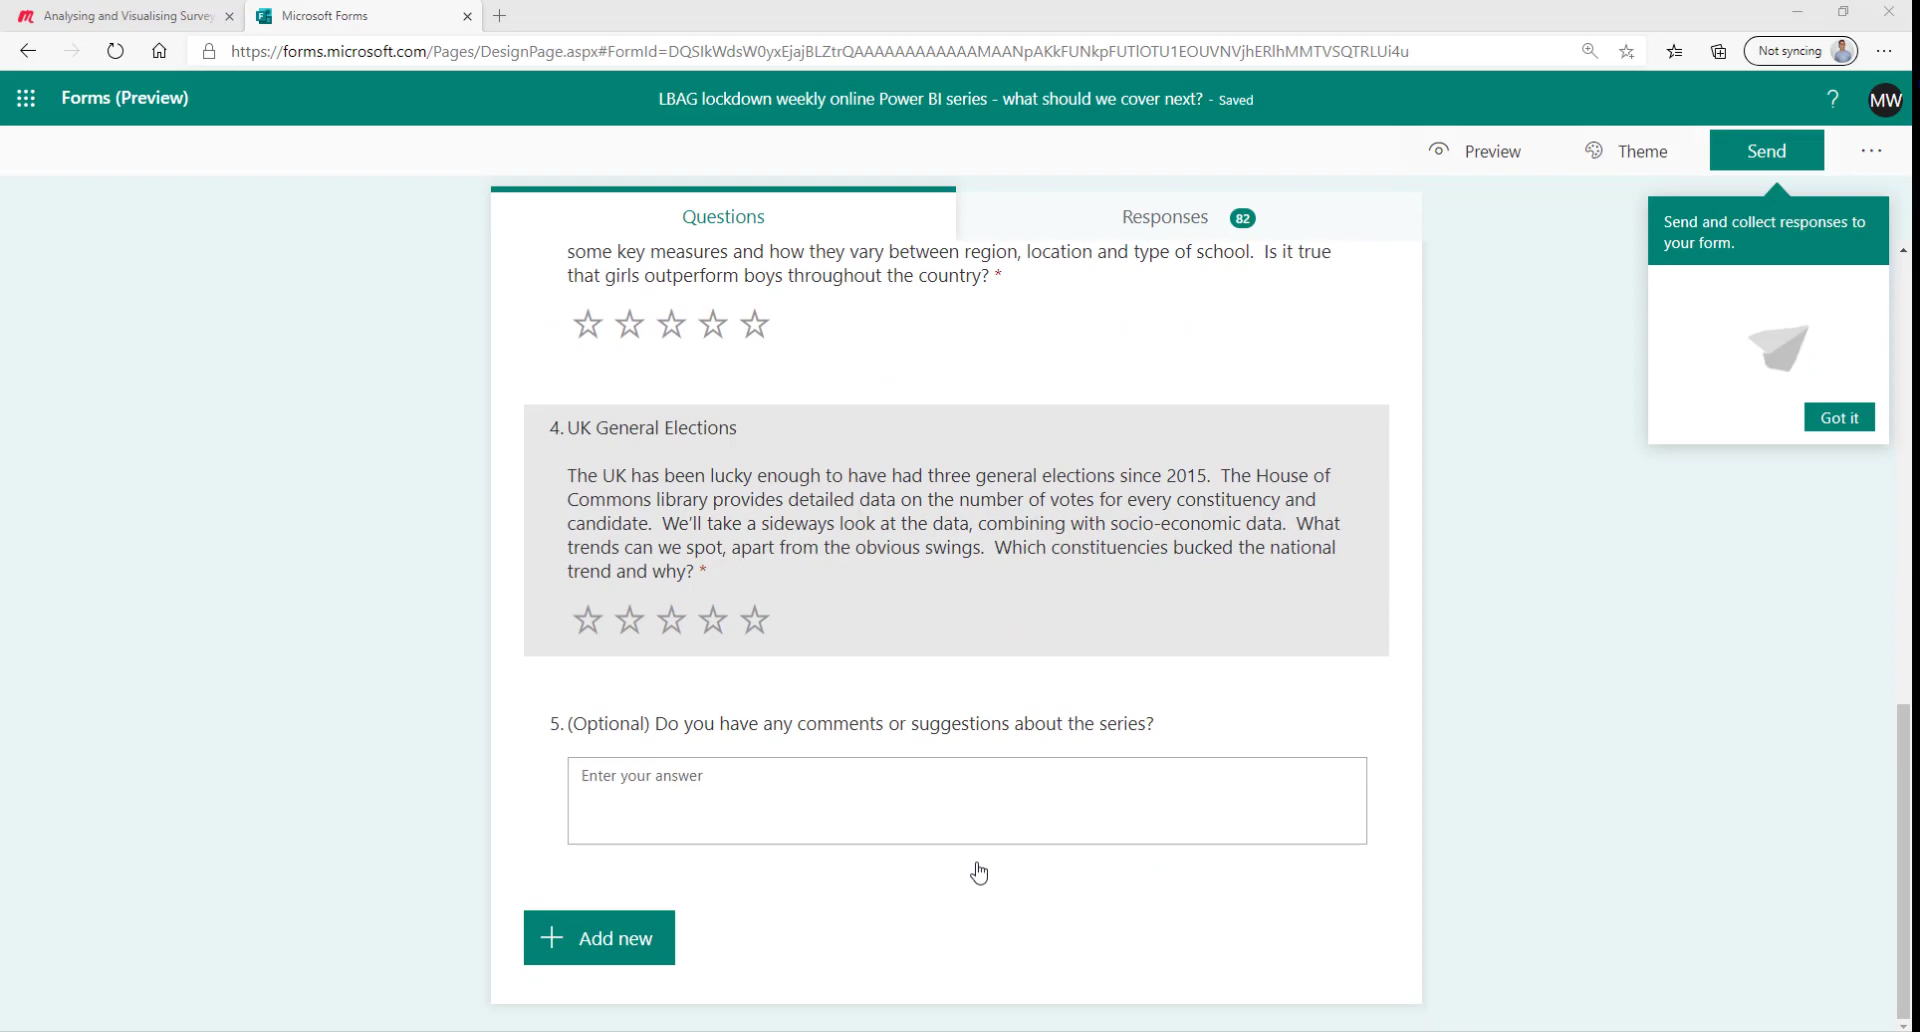 Analysing and Visualising Survey
Microsoft Forms
https://forms.microsoft.com/Pages/DesignPage.aspx#FormId=DQSIkWdsW0yxEjajBLZtrQAAAAAAAAAAAAMAANpAKkFUNkpFUTlOTU1EOUVNVjhERlhMMTVSQTRLUi4u
Not syncing
Forms (Preview)
LBAG lockdown weekly online Power BI series - what should we cover next? - Saved
?
MW
Preview
Theme
Send
Questions
Responses 82
Send and collect responses to
your form.
Got it
some key measures and how they vary between region, location and type of school. Is it true
that girls outperform boys throughout the country? *
4. UK General Elections
The UK has been lucky enough to have had three general elections since 2015. The House of
Commons library provides detailed data on the number of votes for every constituency and
candidate. We'll take a sideways look at the data, combining with socio-economic data. What
trends can we spot, apart from the obvious swings. Which constituencies bucked the national
trend and why? *
5. (Optional) Do you have any comments or suggestions about the series?
Enter your answer
Add new